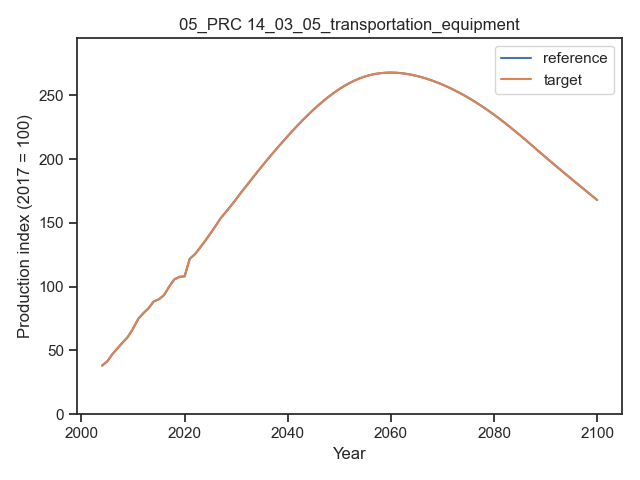 05_PRC 14_03_05_transportation_equipment
reference
target
Production index (2017 = 100)
250
200
150
100
50
0
2000
2020
2040
2060
2080
2100
Year